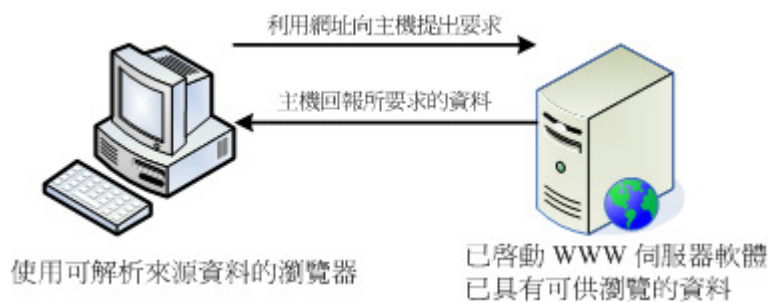 利用網址向主機提出要求
主機回報所要求的資料
使用可解析來源資料的瀏覽器
已啓動 WWW 伺服器軟體
已具有可供瀏覽的資料